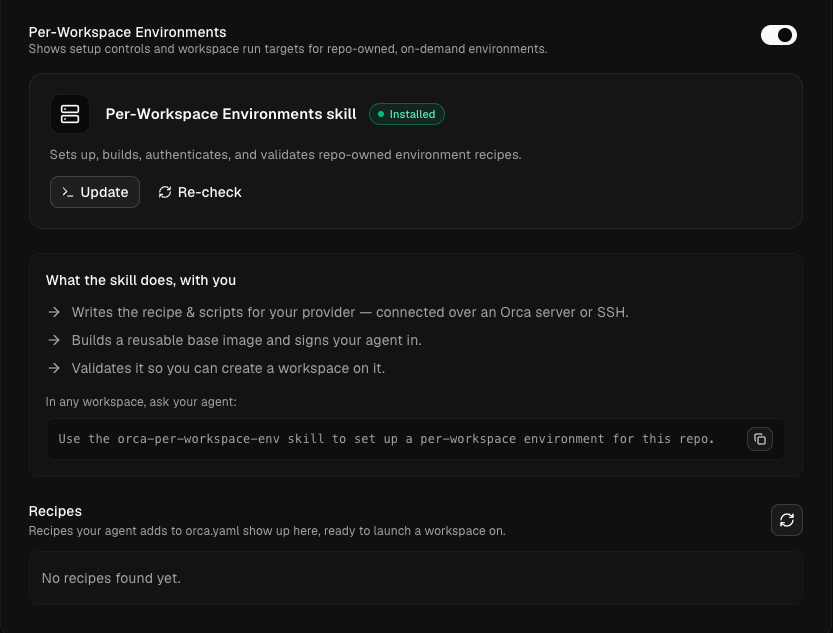 Per-Workspace Environments
Shows setup controls and workspace run targets for repo-owned, on-demand environments.
Per-Workspace Environments skill
Installed
Sets up, builds, authenticates, and validates repo-owned environment recipes.
Update
Re-check
What the skill does, with you
Writes the recipe & scripts for your provider — connected over an Orca server or SSH.
Builds a reusable base image and signs your agent in.
Validates it so you can create a workspace on it.
In any workspace, ask your agent:
Use the orca-per-workspace-env skill to set up a per-workspace environment for this repo.
Recipes
Recipes your agent adds to orca.yaml show up here, ready to launch a workspace on.
No recipes found yet.